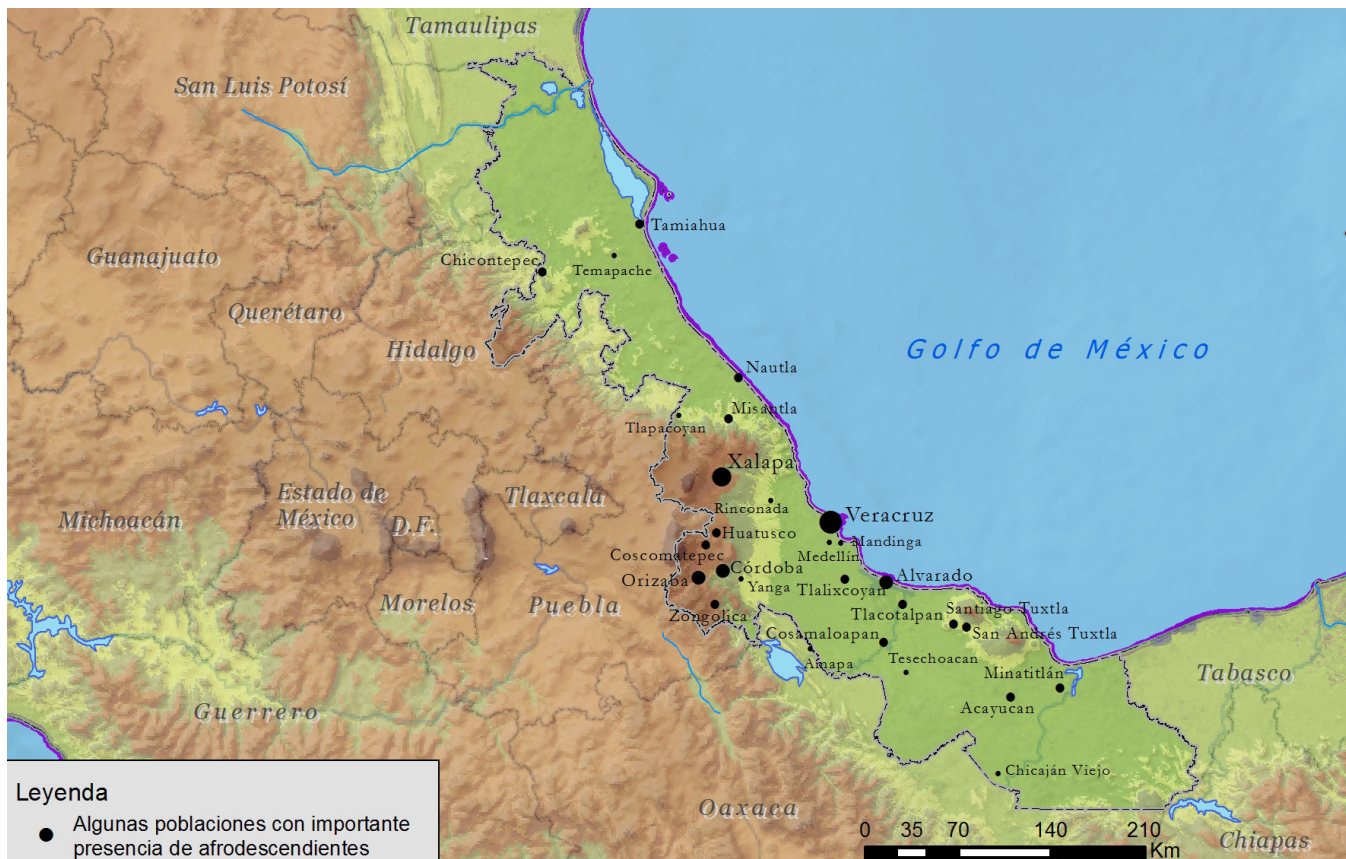 Tamaulipas
San Luis Potosí
Tamiahua
Guanajuato
Chicontepec
Temapache
Querétaro
Hidalgo
Golfo de México
Nautla
Misantla
Tlapacoyan
Xalapa
Estado de
México
Tlaxcala
Michoacán
D.F.
Rinconada
Veracruz
Huatusco
Mandinga
Coscomatepec
Medellín
Córdoba
Orizaba
Yanga
Tlalixcoyan
Alvarado
Morelos
Puebla
Zongolica
Tlacotalpan
Santiago Tuxtla
San Andrés Tuxtla
Cosamaloapan
Amapa
Tesechoacan
Minatitlán
Tabasco
Acayucan
Guerrero
Chicaján Viejo
Oaxaca
Chiapas
Leyenda
Algunas poblaciones con importante
presencia de afrodescendientes
0 35 70 140 210
Km